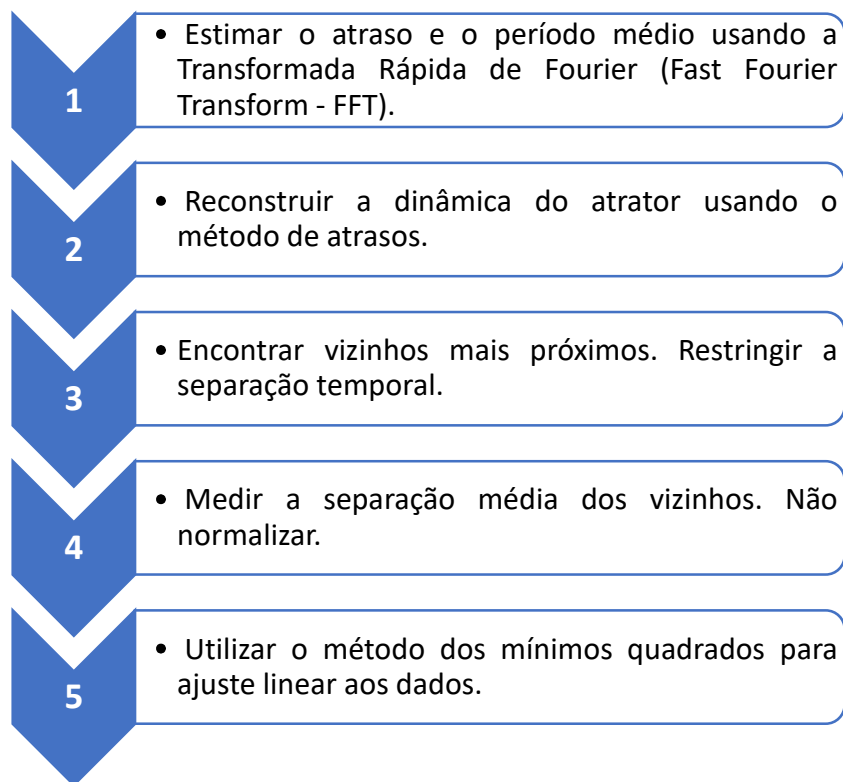 1
• Estimar o atraso e o período médio usando a
Transformada Rápida de Fourier (Fast Fourier
Transform - FFT).
2
• Reconstruir a dinâmica do atrator usando o
método de atrasos.
3
• Encontrar vizinhos mais próximos. Restringir a
separação temporal.
4
• Medir a separação média dos vizinhos. Não
normalizar.
5
• Utilizar o método dos mínimos quadrados para
ajuste linear aos dados.